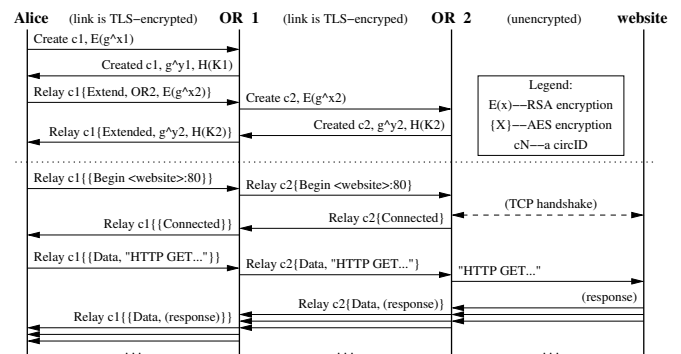 Alice (link is TLS-encrypted) OR 1 (link is TLS-encryped) OR 2 (unencrypted) website
Create c1, E(g^x1)
Created c1, g^y1, H(K1)
Relay c1{Extend, OR2, E(g^x2)}
Create c2, E(g^x2)
Created c2, g^y2, H(K2)
Relay c1{Extended, g^y2, H(K2)}
Legend:
E(x)--RSA encryption
{X}--AES encryption
cN--a circID
Relay c1{{Begin <website>:80}}
Relay c2{Begin <website>:80}
(TCP handshake)
Relay c2{Connected}
Relay c1{{Connected}}
Relay c1{{Data, "HTTP GET..."}}
Relay c2{Data, "HTTP GET..."}
"HTTP GET..."
(response)
Relay c2{Data, (response)}
Relay c1{{Data, (response)}}
. . . . . . . . .